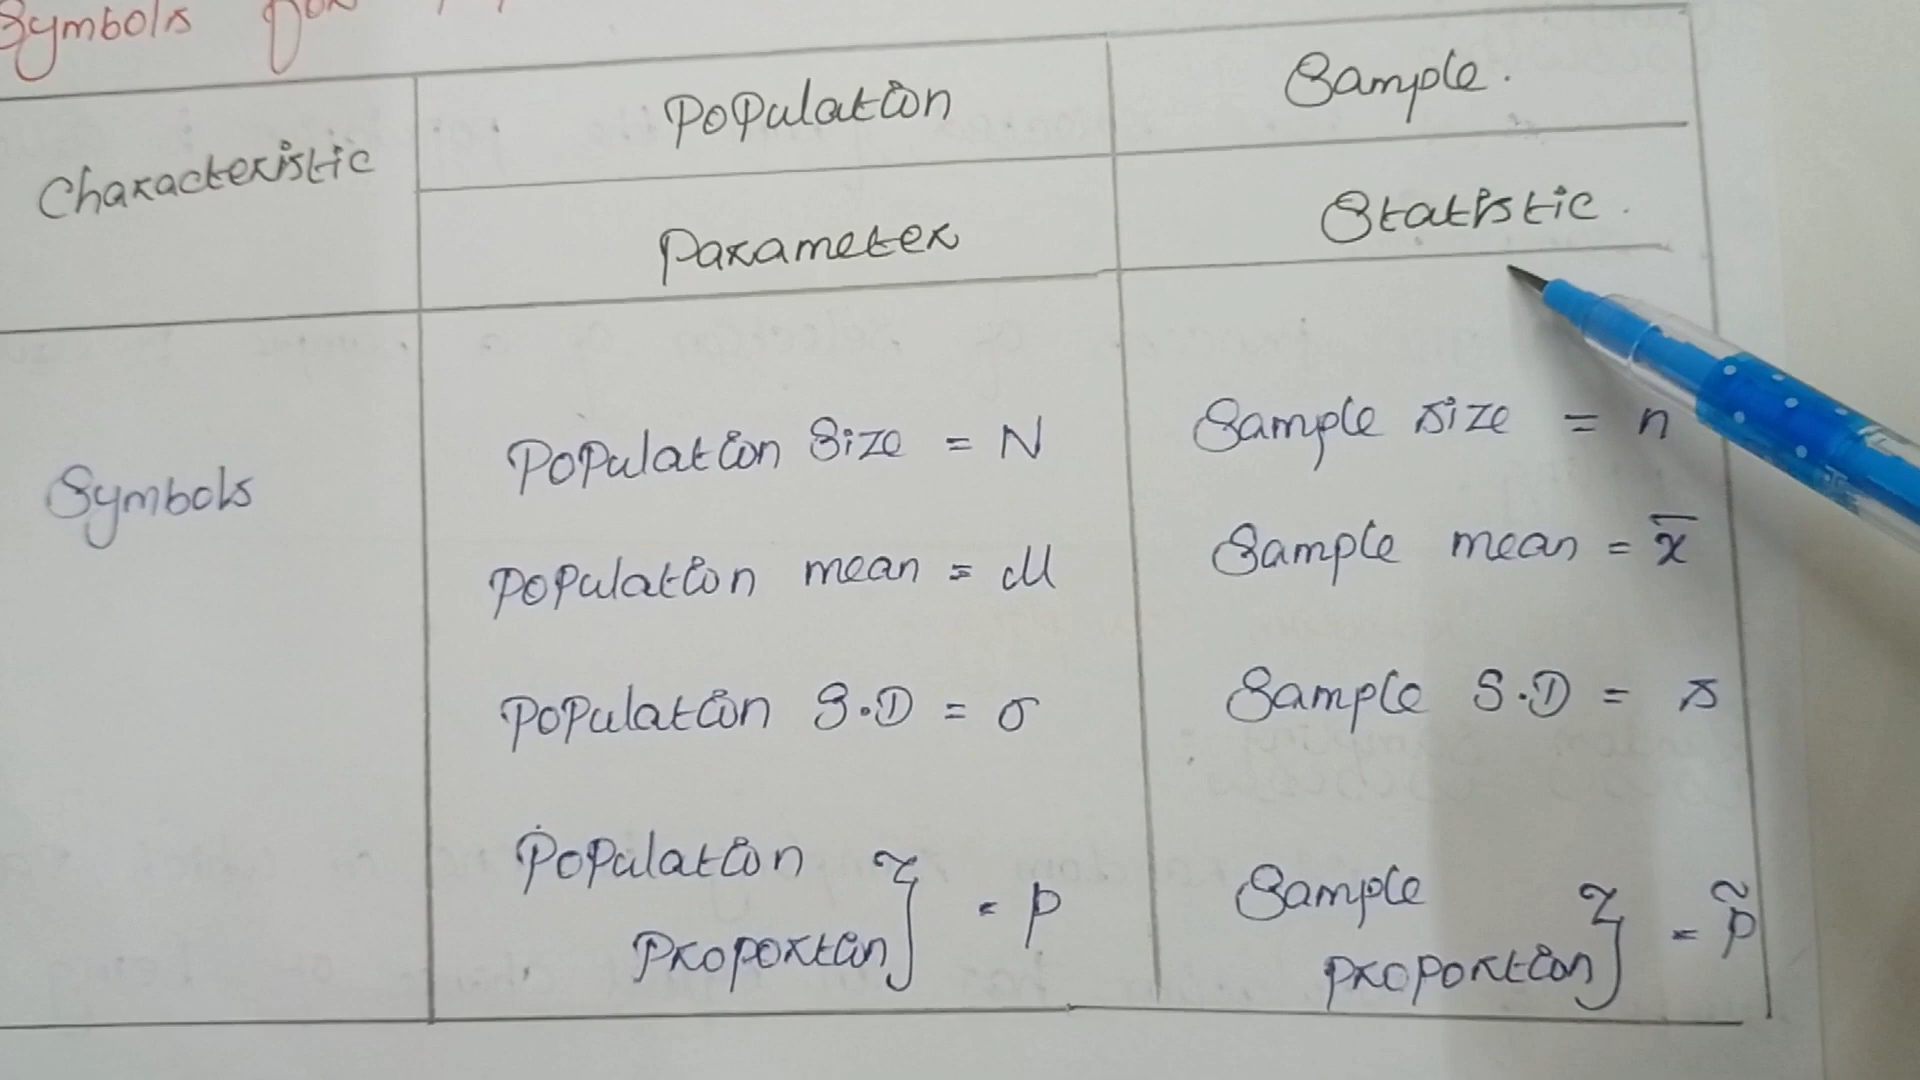 Symbols for
Characteristic
Population
Sample.
Parameter
Statistic.
Symbols
Population Size = N
Sample size = n
Population mean = μ
Sample mean = x̄
Population S.D = σ
Sample S.D = s
Population
Proportion} = p
Sample
proportion} = p̃